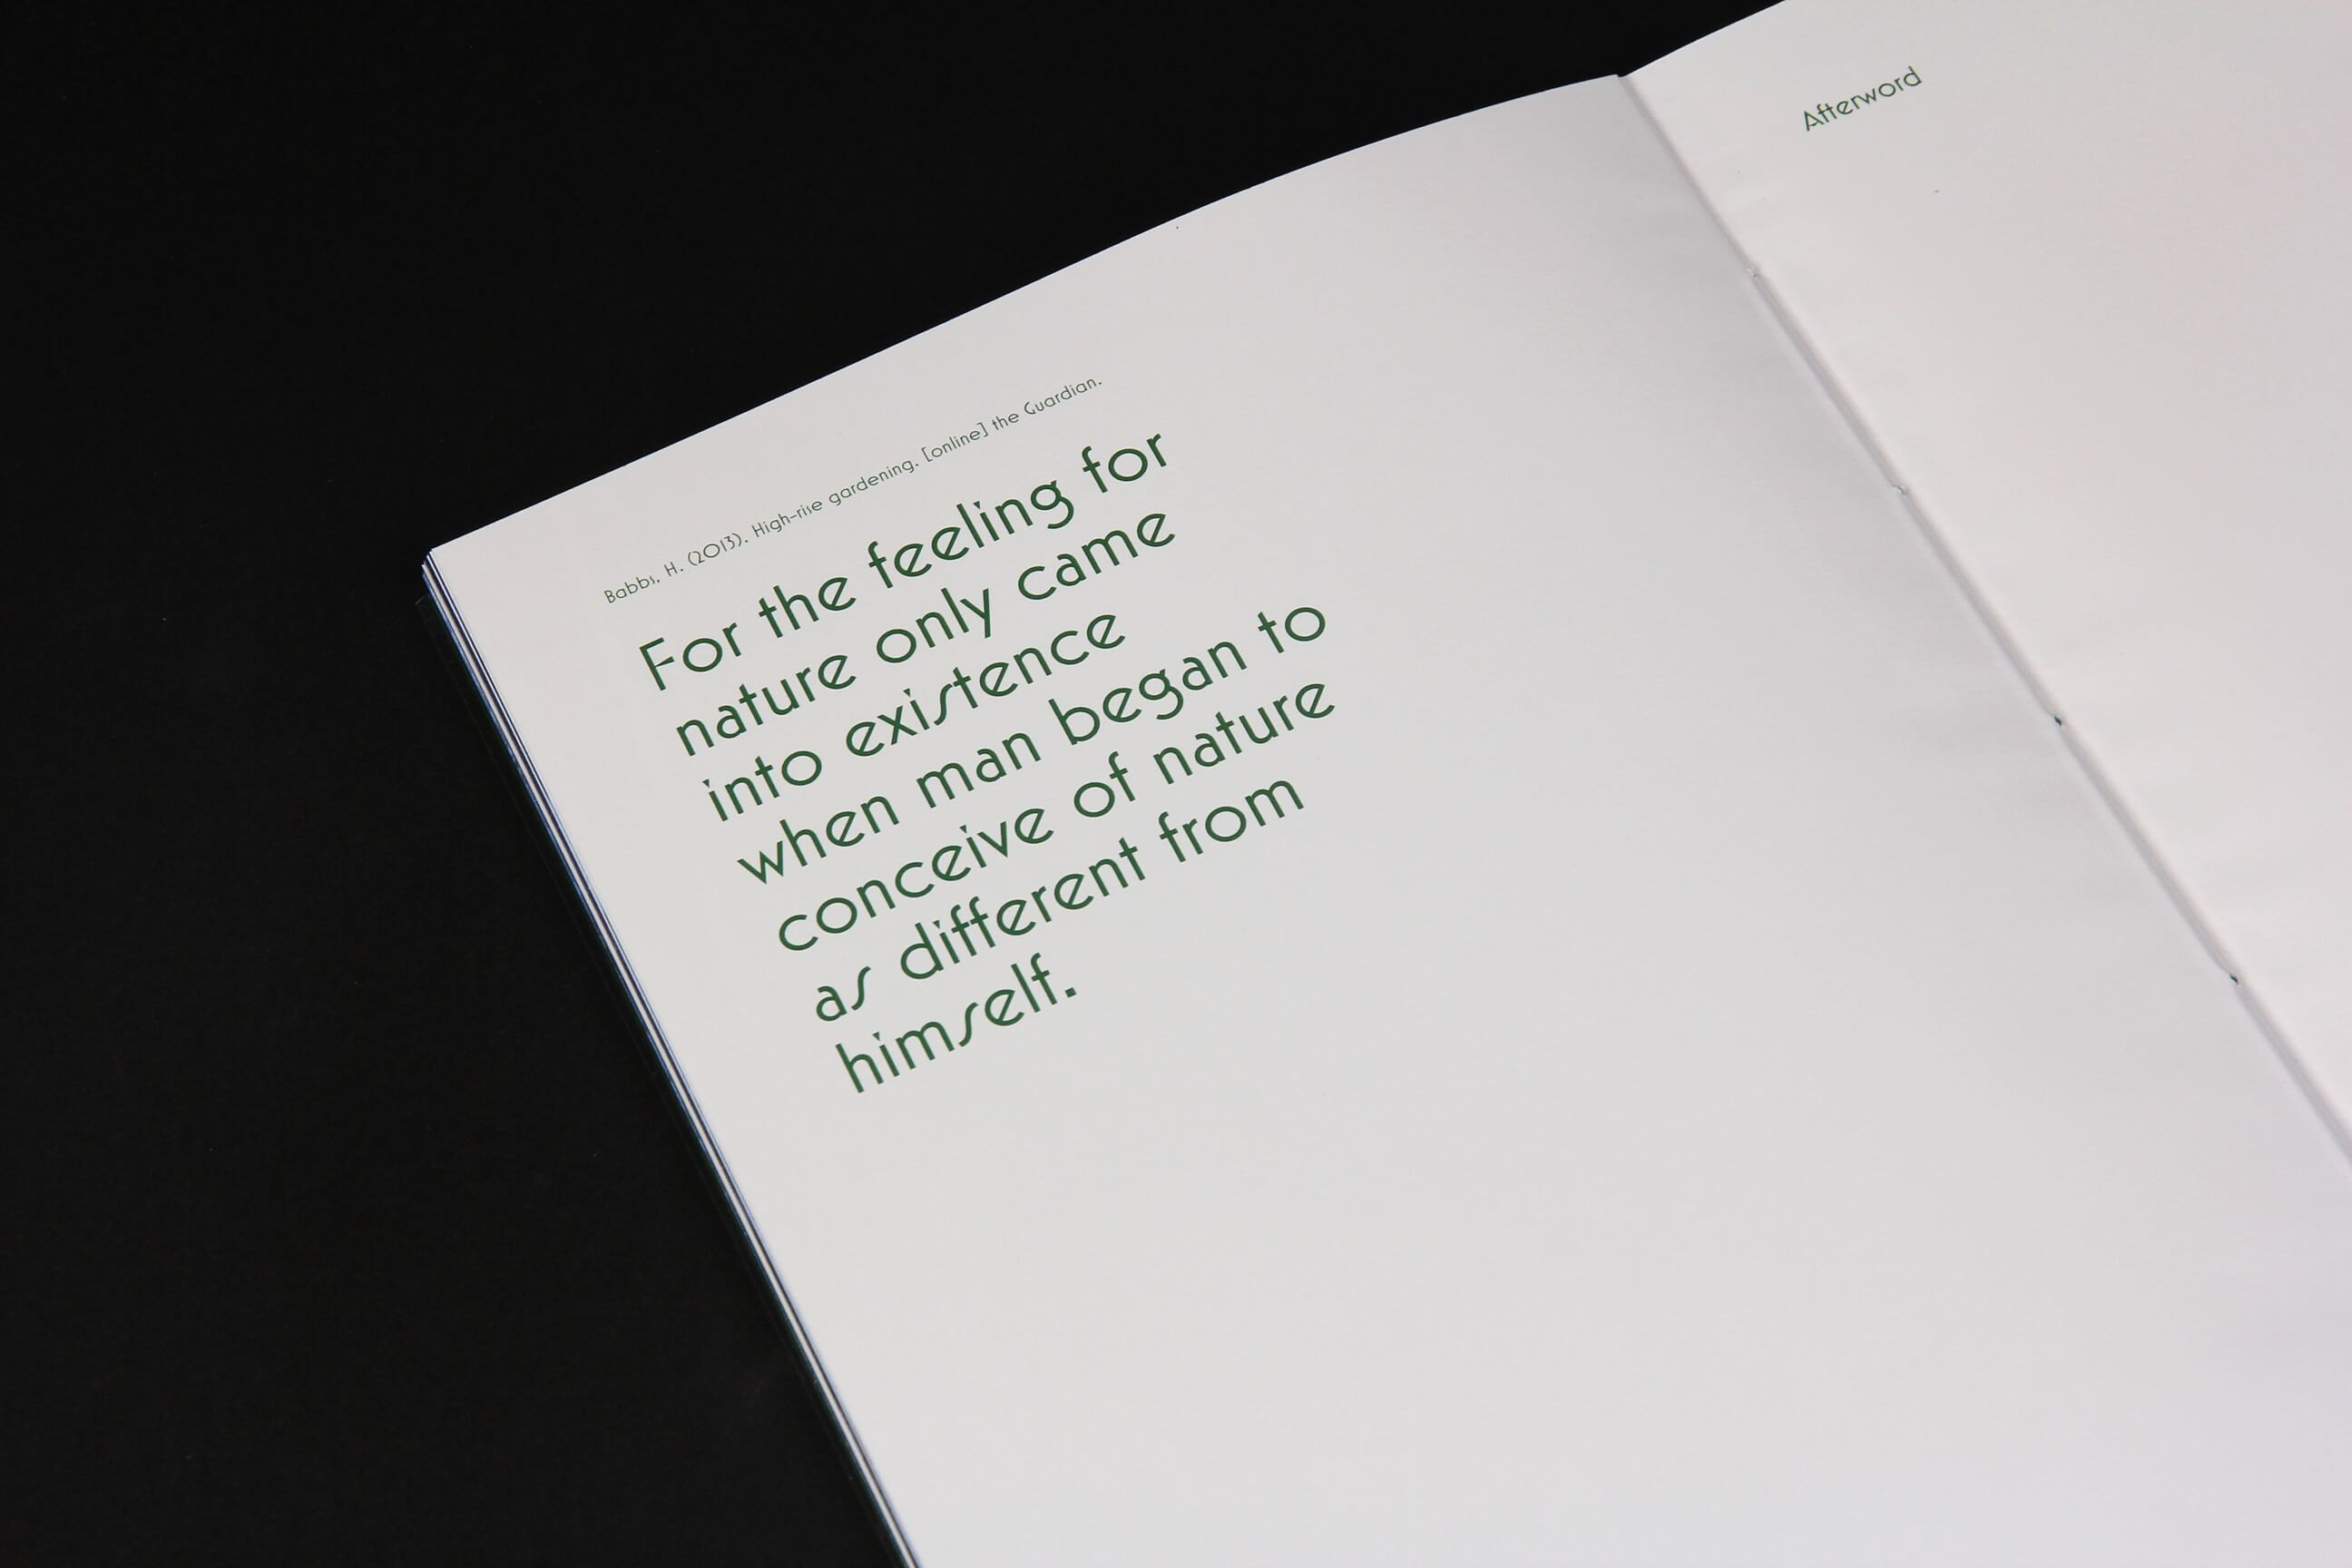 Babbs, H. (2013). High-rise gardening. [online] the Guardian.
For the feeling for
nature only came
into existence
when man began to
conceive of nature
as different from
himself.
Afterword